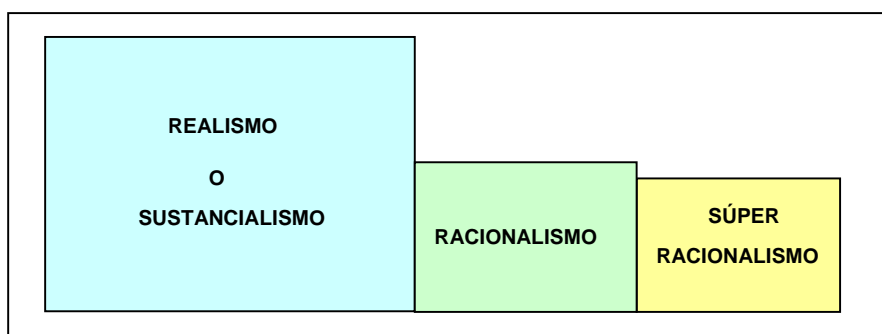 REALISMO
O
SUSTANCIALISMO
RACIONALISMO
SÚPER
RACIONALISMO